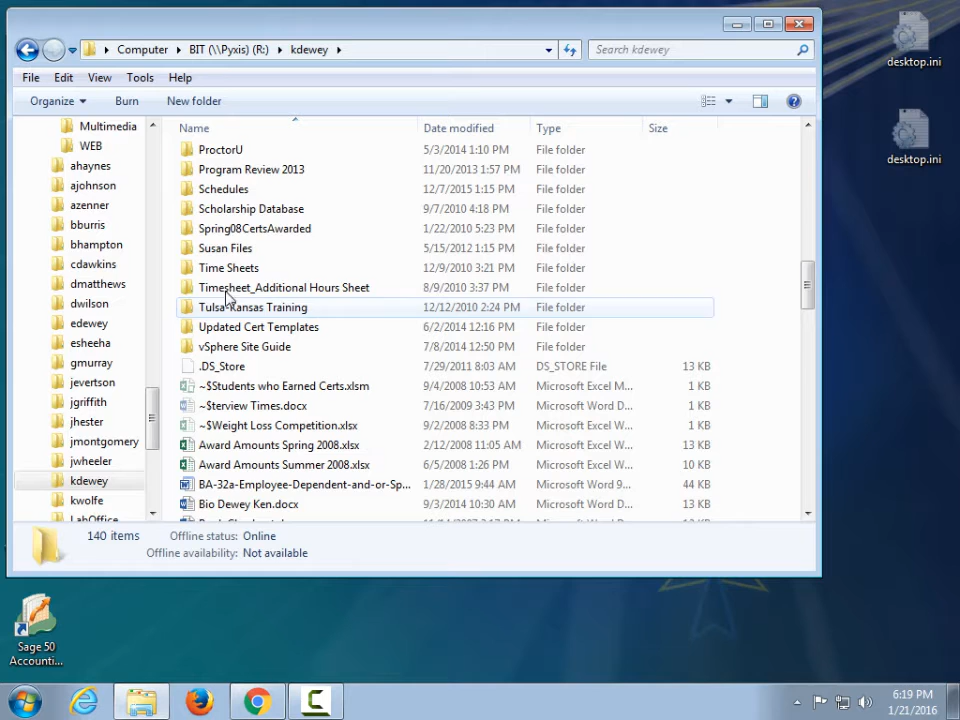 Computer ▸ BIT (\\Pyxis) (R:) ▸ kdewey ▸
Search kdewey
File Edit View Tools Help
Organize Burn New folder
Multimedia
WEB
ahaynes
ajohnson
azenner
bburris
bhampton
cdawkins
dmatthews
dwilson
edewey
esheeha
gmurray
jevertson
jgriffith
jhester
jmontgomery
jwheeler
kdewey
kwolfe
LabOffice
Name Date modified Type Size
ProctorU 5/3/2014 1:10 PM File folder
Program Review 2013 11/20/2013 1:57 PM File folder
Schedules 12/7/2015 1:15 PM File folder
Scholarship Database 9/7/2010 4:18 PM File folder
Spring08CertsAwarded 1/22/2010 5:23 PM File folder
Susan Files 5/15/2012 1:15 PM File folder
Time Sheets 12/9/2010 3:21 PM File folder
Timesheet_Additional Hours Sheet 8/9/2010 3:37 PM File folder
Tulsa-Kansas Training 12/12/2010 2:24 PM File folder
Updated Cert Templates 6/2/2014 12:16 PM File folder
vSphere Site Guide 7/8/2014 12:50 PM File folder
.DS_Store 7/29/2011 8:03 AM DS_STORE File 13 KB
~$Students who Earned Certs.xlsm 9/4/2008 10:53 AM Microsoft Excel M... 1 KB
~$terview Times.docx 7/16/2009 3:43 PM Microsoft Word D... 1 KB
~$Weight Loss Competition.xlsx 9/2/2008 8:33 PM Microsoft Excel W... 1 KB
Award Amounts Spring 2008.xlsx 2/12/2008 11:05 AM Microsoft Excel W... 13 KB
Award Amounts Summer 2008.xlsx 6/5/2008 1:26 PM Microsoft Excel W... 10 KB
BA-32a-Employee-Dependent-and-or-Sp... 1/28/2015 9:44 AM Microsoft Word 9... 44 KB
Bio Dewey Ken.docx 9/3/2014 10:30 AM Microsoft Word D... 13 KB
140 items Offline status: Online
Offline availability: Not available
desktop.ini
desktop.ini
Sage 50
Accounti...
6:19 PM
1/21/2016